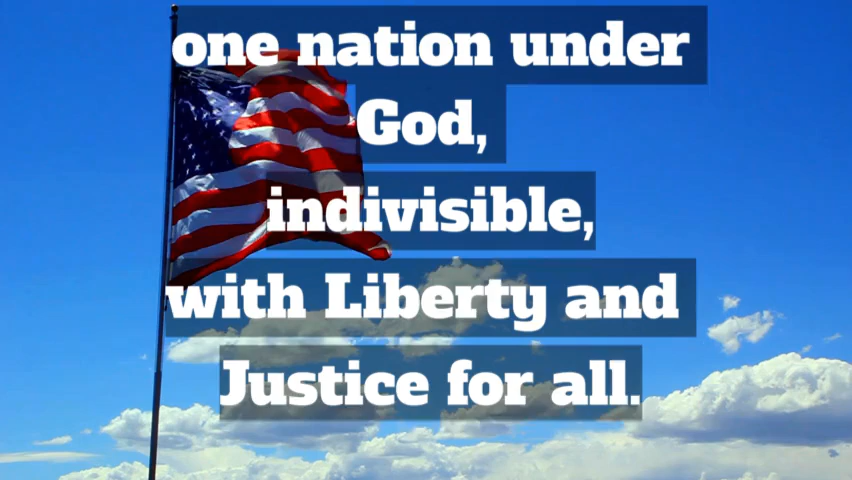 one nation under
God,
indivisible,
with Liberty and
Justice for all.